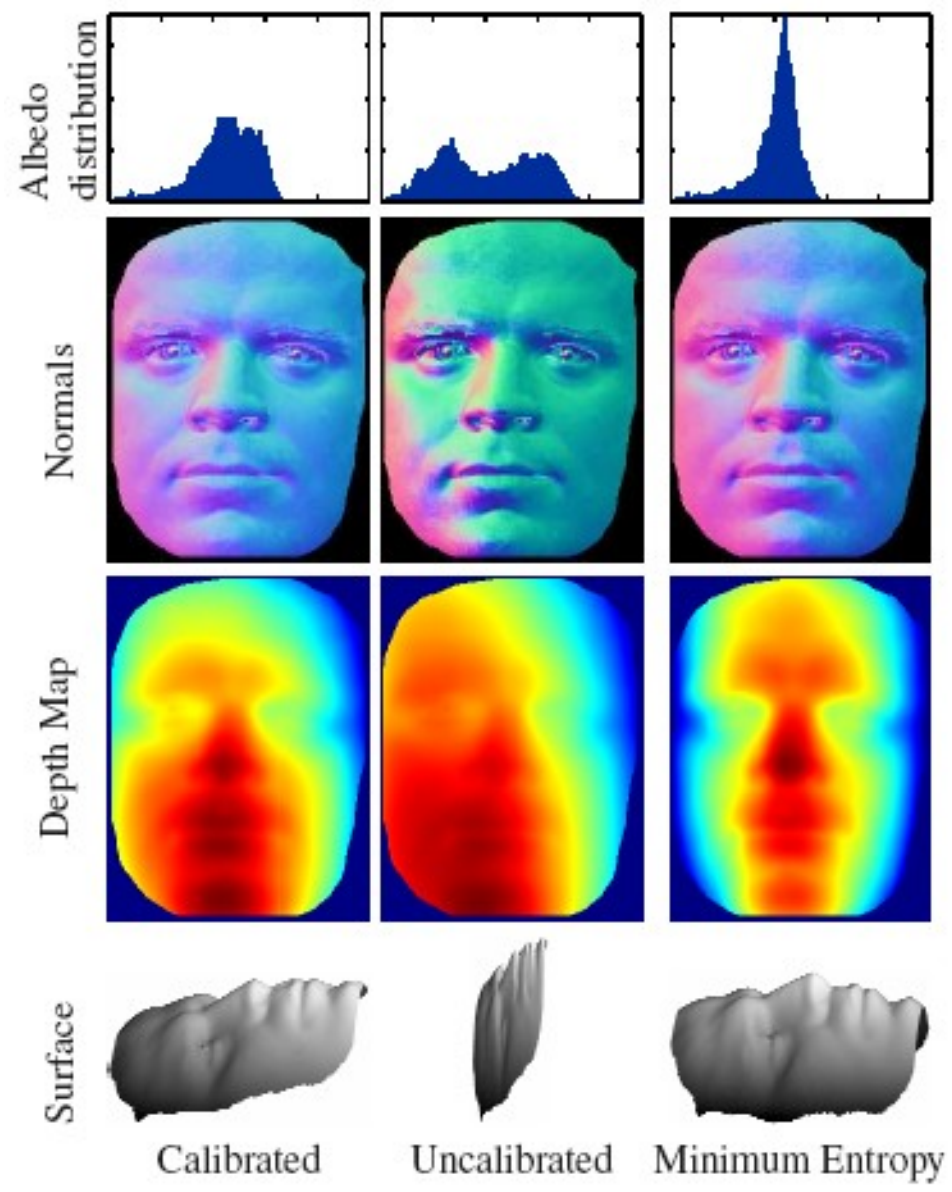 Albedo
distribution
Normals
Depth Map
Surface
Calibrated
Uncalibrated
Minimum Entropy